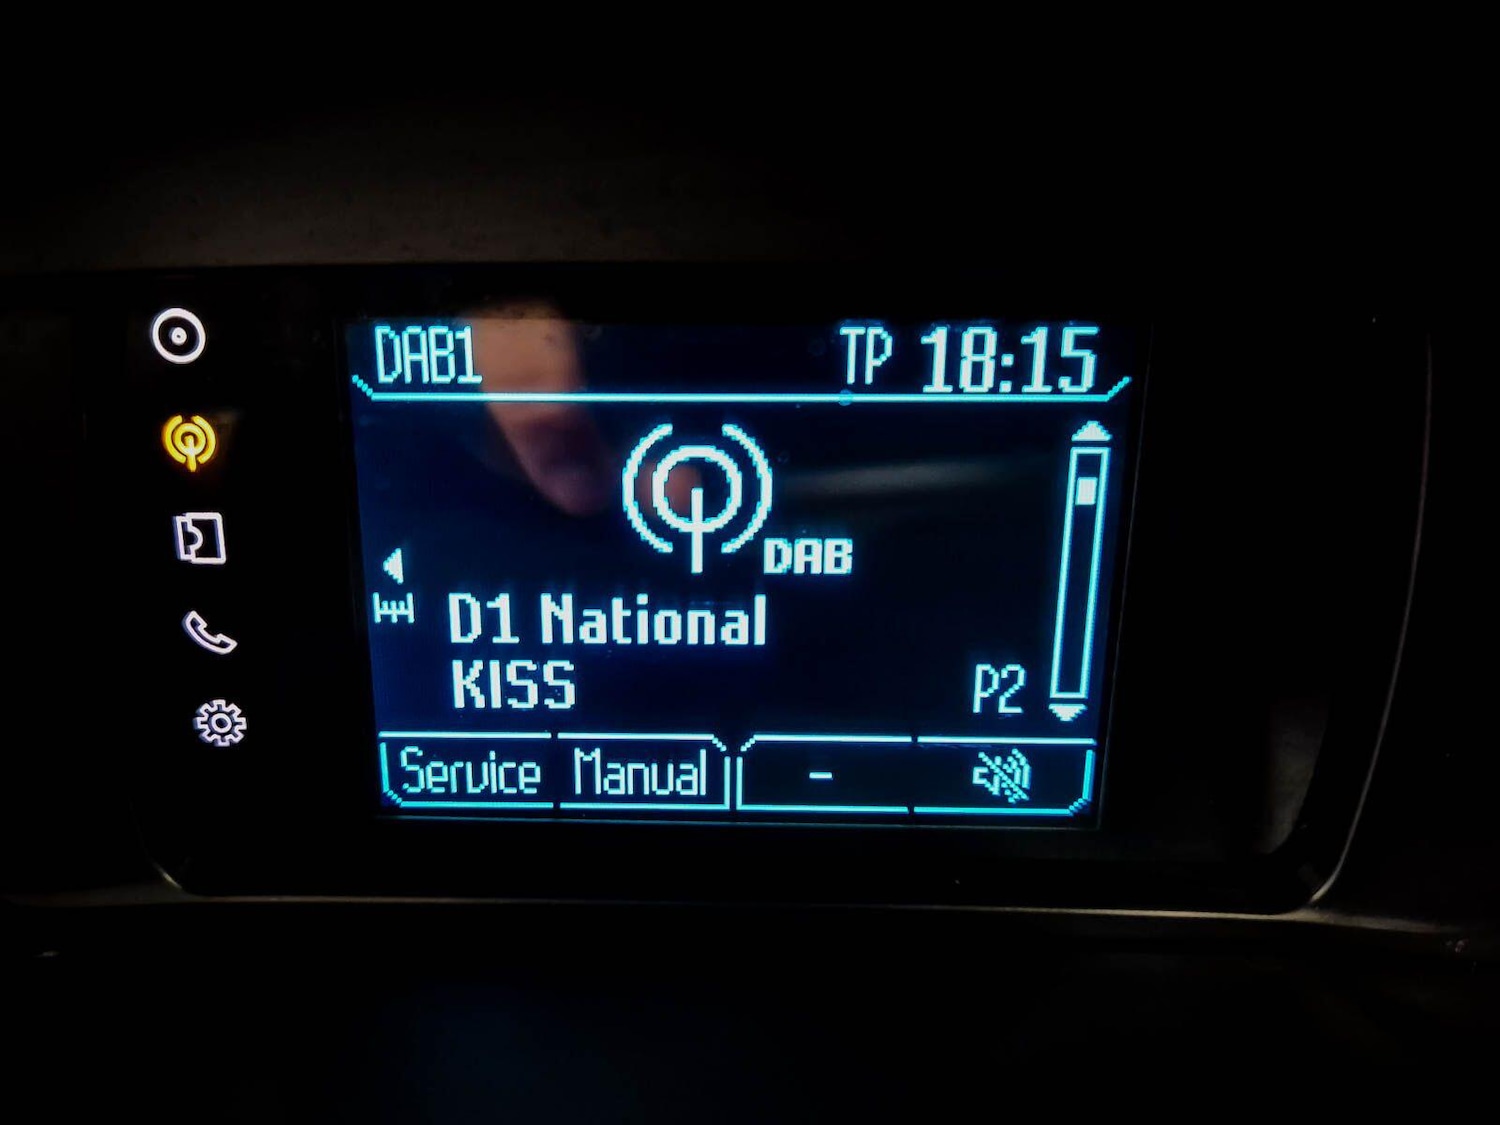 DAB1 TP 18:15
DAB
D1 National
KISS P2
Service Manual -